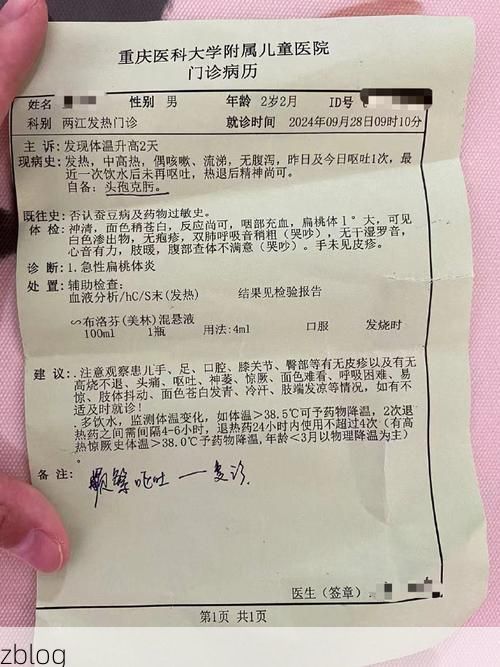 重庆医科大学附属儿童医院
门诊病历
姓名 性别 男 年龄 2岁2月 ID号
科别 两江发热门诊 就诊时间 2024年09月28日09时10分
主 诉: 发现体温升高2天
现病史: 发热,中高热,偶咳嗽、流涕,无腹泻,昨日及今日呕吐1次,最
近一次饮水后未再呕吐,热退后精神尚可。
自备:头孢克肟。
既往史: 否认蚕豆病及药物过敏史。
体 检: 神清,面色稍苍白,反应尚可,咽部充血,扁桃体1°大,可见
白色渗出物,无疱疹,双肺呼吸音稍粗(哭吵),无干湿罗音,
心音有力,肢暖,腹部查体不满意(哭吵)。手未见皮疹。
诊 断: 1.急性扁桃体炎
处 置: 辅助检查:
血液分析/hC/S末(发热) 结果见检验报告
布洛芬(美林)混悬液 用法:4ml 口服 发烧时
100ml 1瓶
建 议: .注意观察患儿手、足、口腔、膝关节、臀部等有无皮疹以及有无
高烧不退、头痛、呕吐、神萎、惊厥、面色难看、呼吸困难、易
惊、肢体抖动、面色苍白发青、冷汗、肢端发凉等情况,如有不
适及时就诊!
多饮水,监测体温变化,如体温>38.5℃可予药物降温,2次退
热药之间需间隔4-6小时,退热药24小时内使用不超过4次(有高
热惊厥史体温>38.0℃予药物降温,年龄<3月以物理降温为主)
。
备 注: 频繁呕吐一复诊
医生(签章):
第1页 共1页
zblog